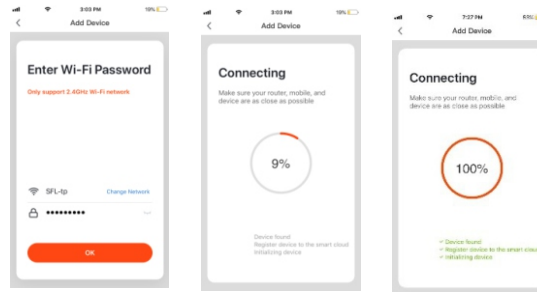 3:03 PM
19%
Add Device
Enter Wi-Fi Password
Only support 2.4GHz Wi-Fi network
SFL-tp
Change Network
•••••••••
OK
3:03 PM
19%
Add Device
Connecting
Make sure your router, mobile, and
device are as close as possible
9%
Device found
Register device to the smart cloud
Initializing device
7:27 PM
Add Device
Connecting
Make sure your router, mobile, and
device are as close as possible
100%
Device found
Register device to the smart cloud
Initializing device